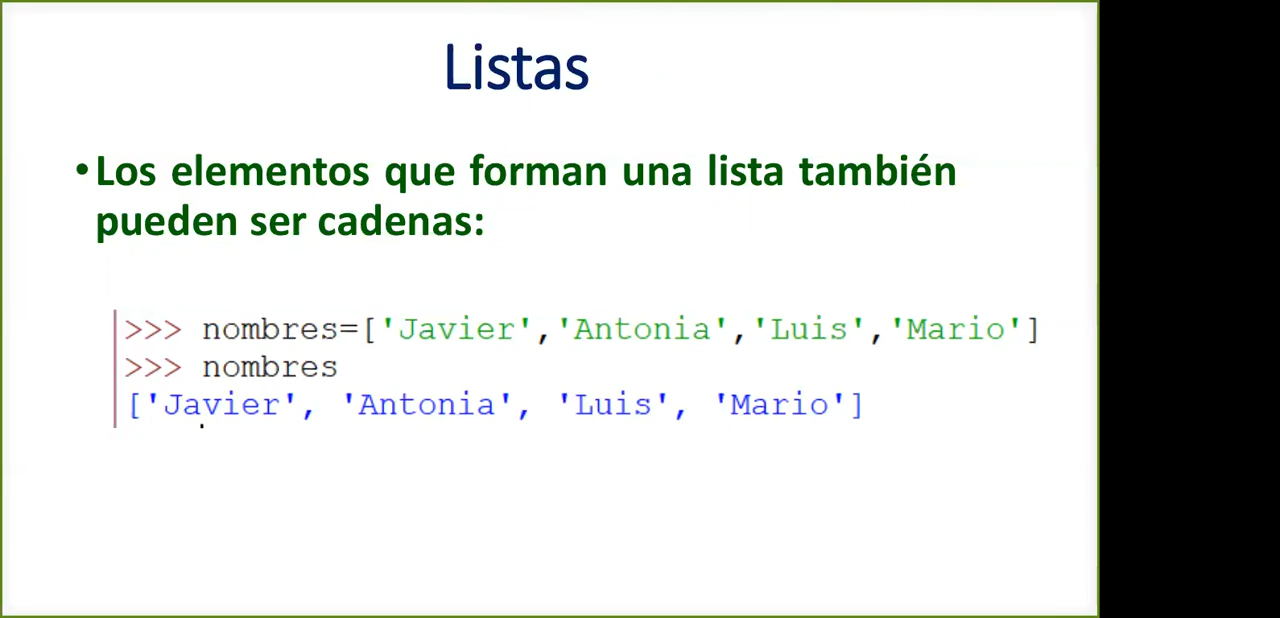 Listas
•Los elementos que forman una lista también
pueden ser cadenas:
>>> nombres=['Javier','Antonia','Luis','Mario']
>>> nombres
['Javier', 'Antonia', 'Luis', 'Mario']